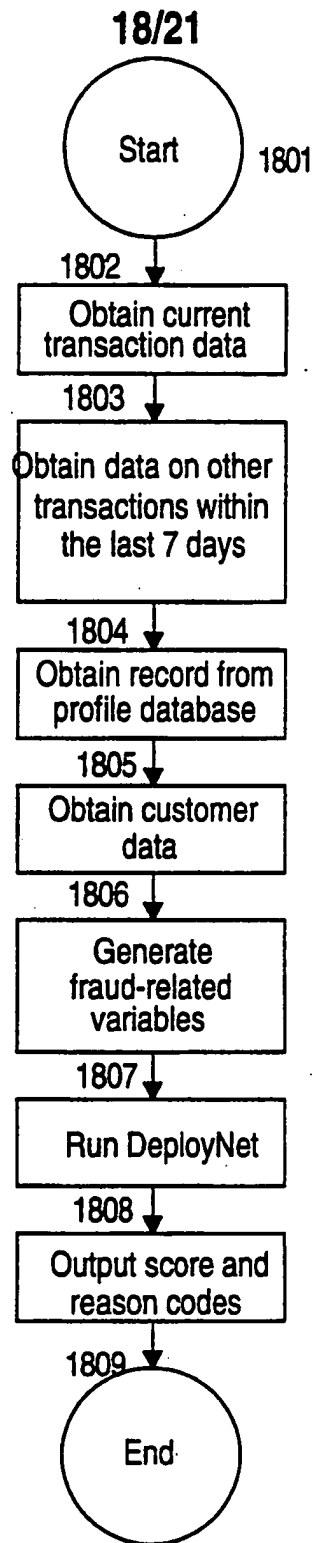 18/21
Start
1801
1802
Obtain current
transaction data
1803
Obtain data on other
transactions within
the last 7 days
1804
Obtain record from
profile database
1805
Obtain customer
data
1806
Generate
fraud-related
variables
1807
Run DeployNet
1808
Output score and
reason codes
1809
End